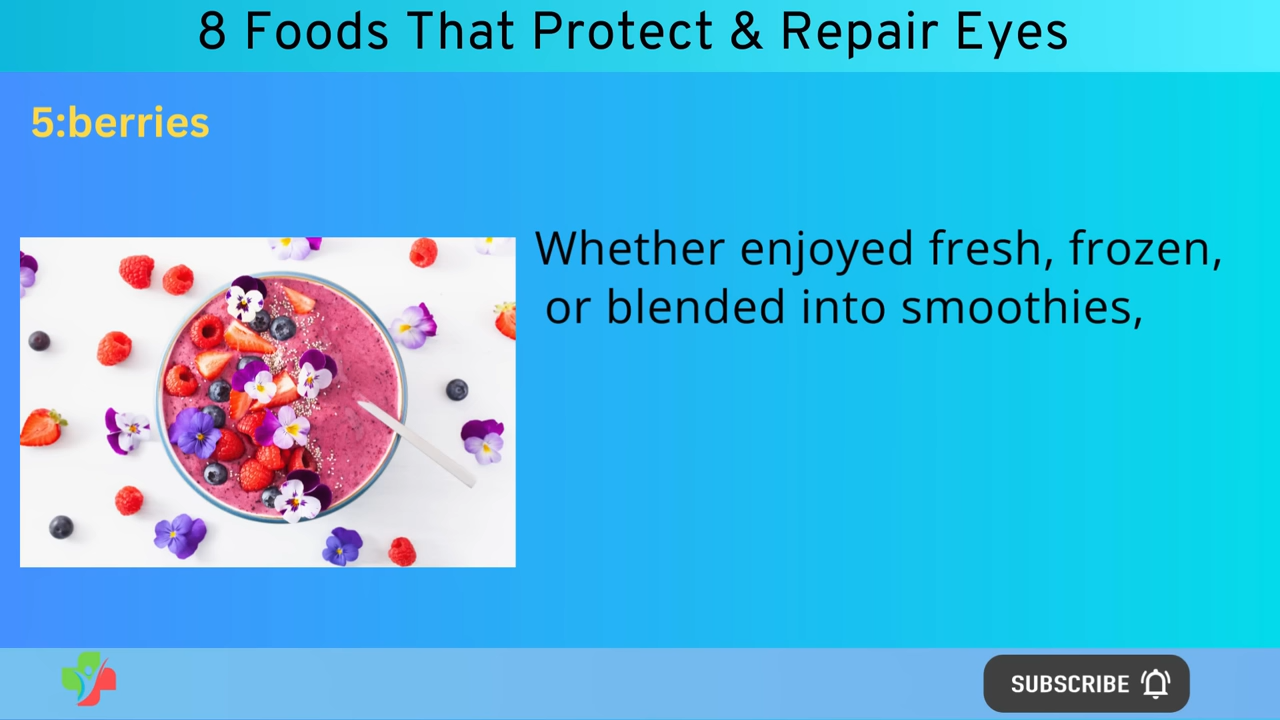 8 Foods That Protect & Repair Eyes
5:berries
Whether enjoyed fresh, frozen,
or blended into smoothies,
SUBSCRIBE